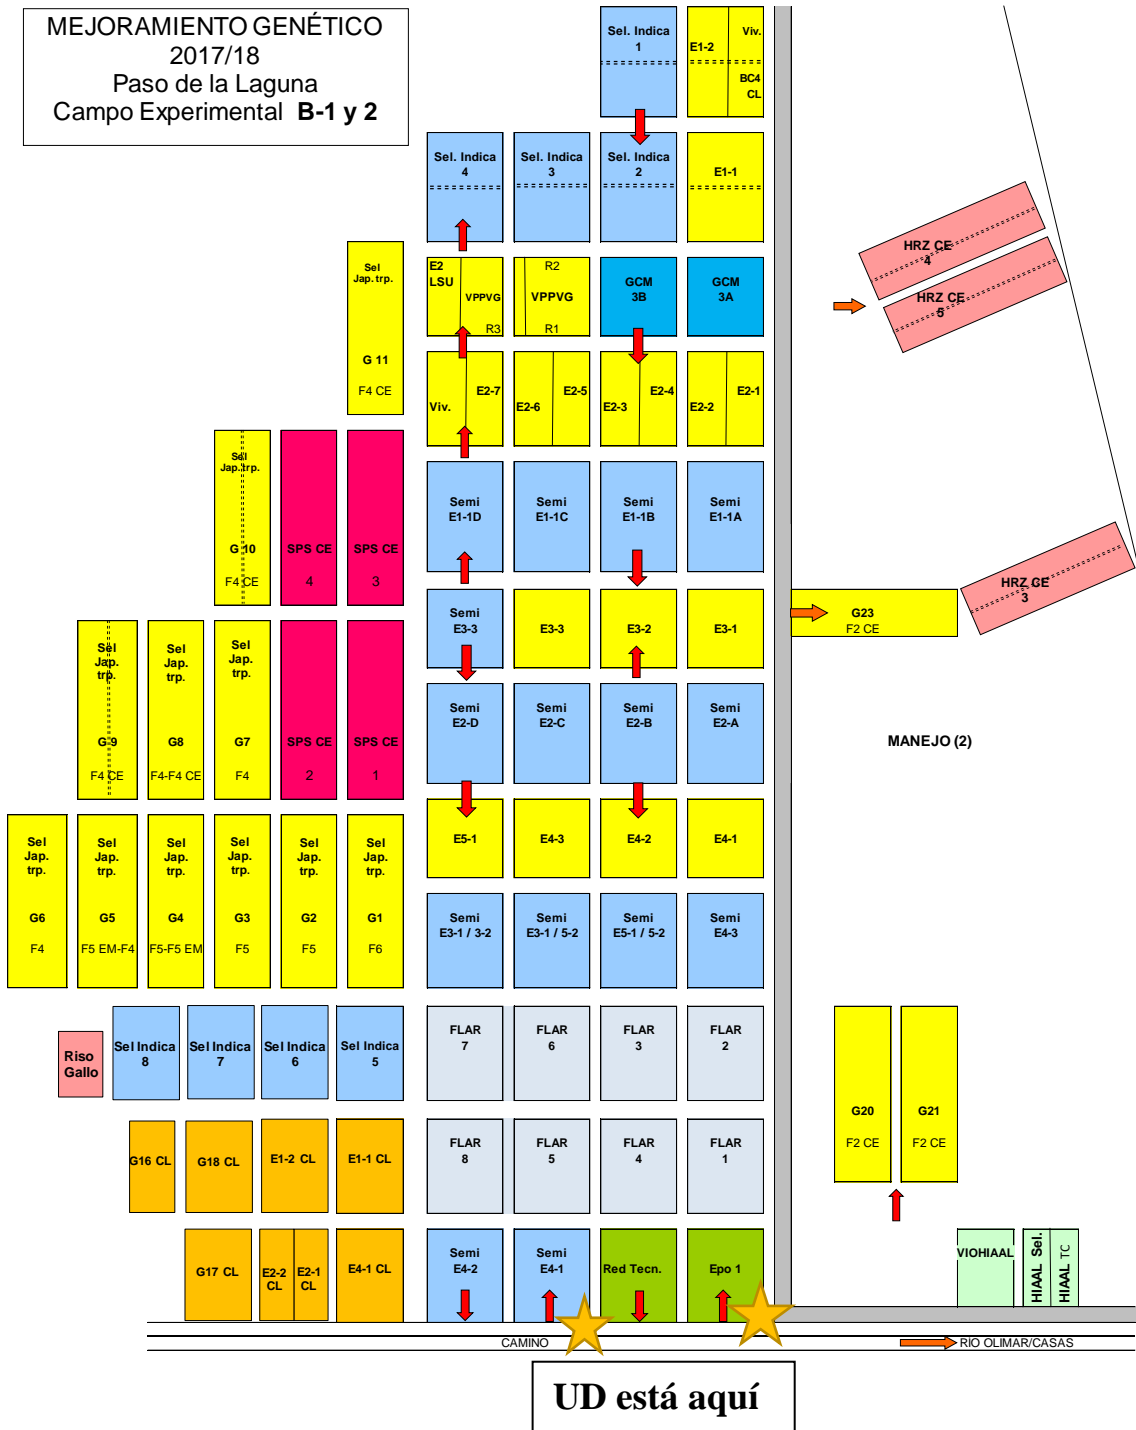 MEJORAMIENTO GENÉTICO
2017/18
Paso de la Laguna
Campo Experimental B-1 y 2
Sel. Indica
1
E1-2
Viv.
BC4
CL
Sel. Indica
4
Sel. Indica
3
Sel. Indica
2
E1-1
HRZ CE
4
HRZ CE
5
Sel
Jap. trp.
G 11
F4 CE
E2
LSU
VPPVG
R3
R2
VPPVG
R1
GCM
3B
GCM
3A
Viv.
E2-7
E2-6
E2-5
E2-3
E2-4
E2-2
E2-1
Sel
Jap. trp.
G 10
F4 CE
SPS CE
4
SPS CE
3
Semi
E1-1D
Semi
E1-1C
Semi
E1-1B
Semi
E1-1A
HRZ CE
3
Semi
E3-3
E3-3
E3-2
E3-1
G23
F2 CE
Sel
Jap.
trp.
G 9
F4 CE
Sel
Jap.
trp.
G8
F4-F4 CE
Sel
Jap.
trp.
G7
F4
SPS CE
2
SPS CE
1
Semi
E2-D
Semi
E2-C
Semi
E2-B
Semi
E2-A
MANEJO (2)
E5-1
E4-3
E4-2
E4-1
Sel
Jap.
trp.
G6
F4
Sel
Jap.
trp.
G5
F5 EM-F4
Sel
Jap.
trp.
G4
F5-F5 EM
Sel
Jap.
trp.
G3
F5
Sel
Jap.
trp.
G2
F5
Sel
Jap.
trp.
G1
F6
Semi
E3-1 / 3-2
Semi
E3-1 / 5-2
Semi
E5-1 / 5-2
Semi
E4-3
Riso
Gallo
Sel Indica
8
Sel Indica
7
Sel Indica
6
Sel Indica
5
FLAR
7
FLAR
6
FLAR
3
FLAR
2
G20
F2 CE
G21
F2 CE
G16 CL
G18 CL
E1-2 CL
E1-1 CL
FLAR
8
FLAR
5
FLAR
4
FLAR
1
G17 CL
E2-2
CL
E2-1
CL
E4-1 CL
Semi
E4-2
Semi
E4-1
Red Tecn.
Epo 1
VIOHIAAL
HIAAL Sel.
HIAAL TC
CAMINO
RIO OLIMAR/CASAS
UD está aquí